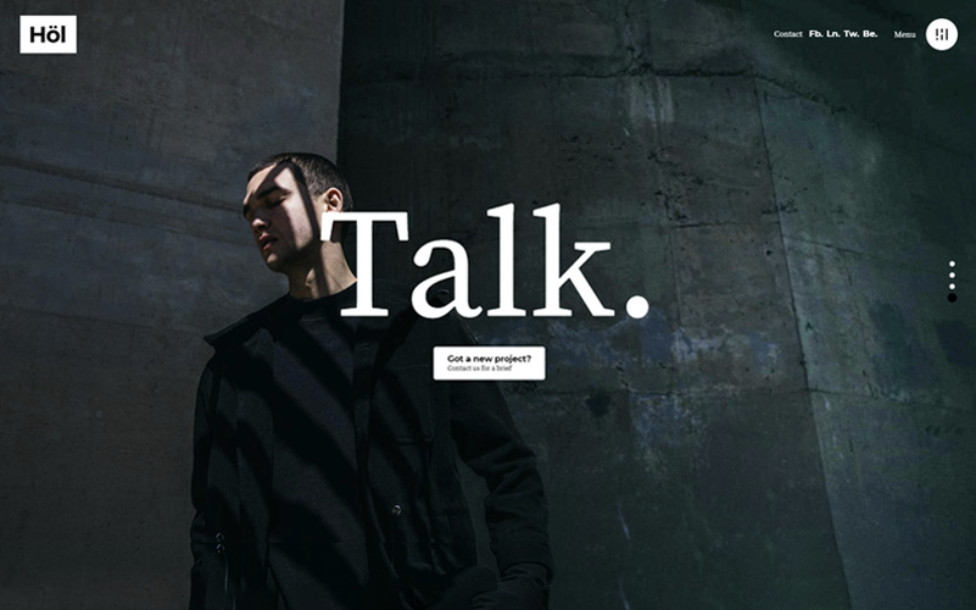 Höl
Contact Fb. Ln. Tw. Be. Menu
Talk.
Got a new project?
Contact us for a brief